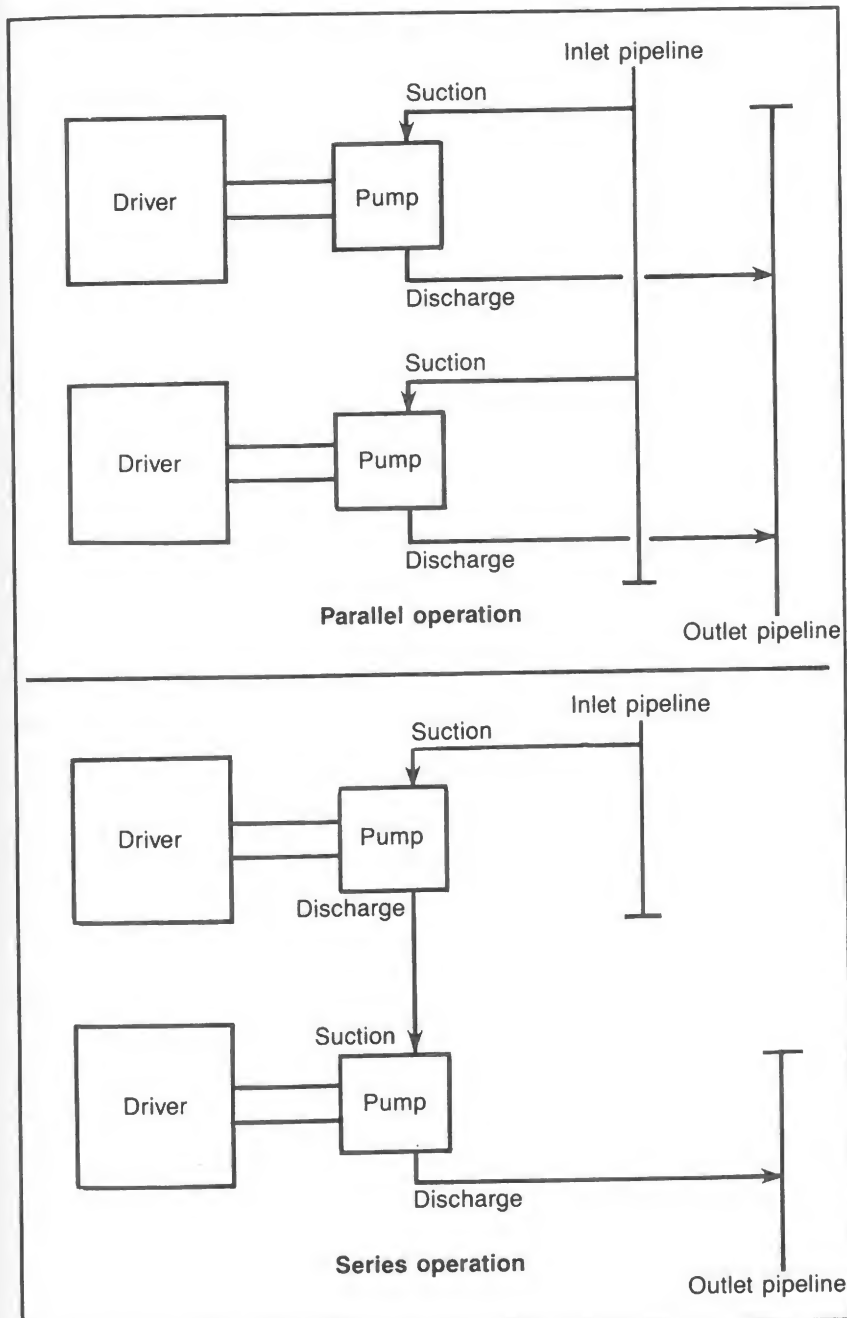 Inlet pipeline
Suction
Driver
Pump
Discharge
Suction
Driver
Pump
Discharge
Parallel operation
Outlet pipeline
Inlet pipeline
Suction
Driver
Pump
Discharge
Suction
Driver
Pump
Discharge
Series operation
Outlet pipeline